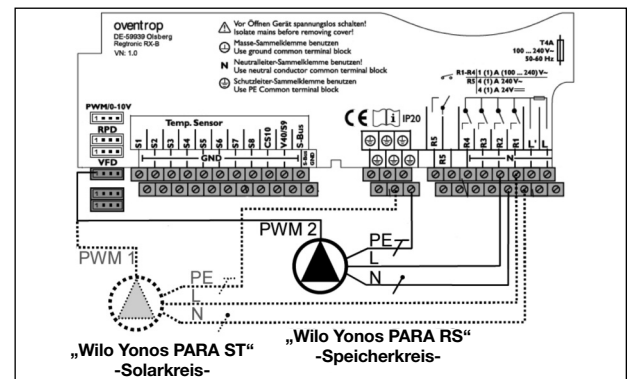 oventrop
DE-59939 Olsberg
Regtronic RX-B
VN: 1.0
Vor Öffnen Gerät spannungslos schalten!
Isolate mains before removing cover!
Masse-Sammelklemme benutzen
Use ground common terminal block
N Neutralleiter-Sammelklemme benutzen!
Use neutral conductor common terminal block
Schutzleiter-Sammelklemme benutzen!
Use PE Common terminal block
T4A
100 ... 240 V~
50-60 Hz
R1-R4 4 (1) A (100 ... 240) V~
R5 4 (1) A 240 V~
4 (1) A 24V
CE i IP20
PWM/0-10V
RPD
VFD
Temp. Sensor
S1 S2 S3 S4 S5 S6 S7 S8 CS10 V40/S9 S-Bus
GND
S-Bus GND
R5
R5 R4 R3 R2 R1 L' L
N
PWM 1
PE
L
N
PWM 2
PE
L
N
„Wilo Yonos PARA ST“
-Solarkreis-
„Wilo Yonos PARA RS“
-Speicherkreis-